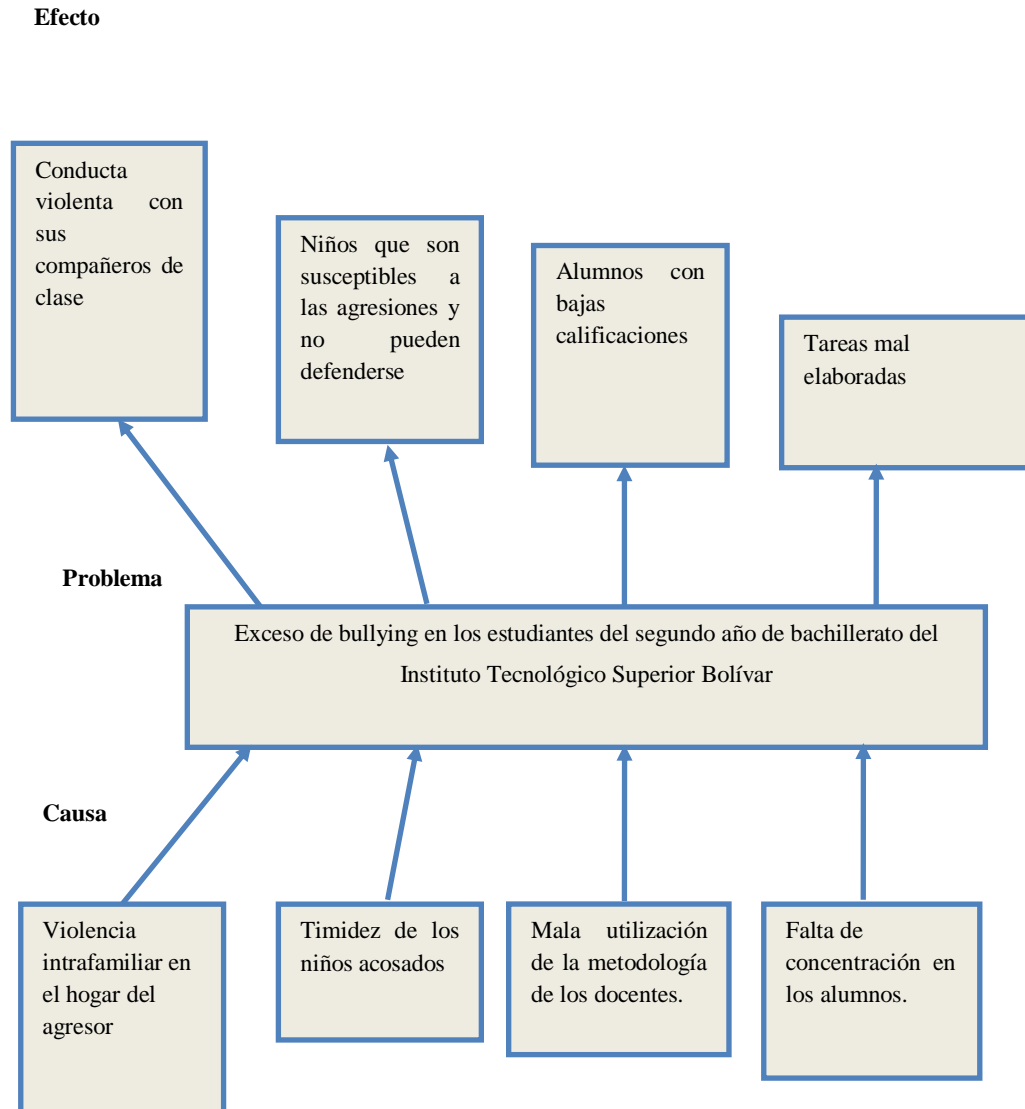 Efecto
Conducta
violenta con
sus
compañeros de
clase
Niños que son
susceptibles a
las agresiones y
no pueden
defenderse
Alumnos con
bajas
calificaciones
Tareas mal
elaboradas
Problema
Exceso de bullying en los estudiantes del segundo año de bachillerato del
Instituto Tecnológico Superior Bolívar
Causa
Violencia
intrafamiliar en
el hogar del
agresor
Timidez de los
niños acosados
Mala utilización
de la metodología
de los docentes.
Falta de
concentración en
los alumnos.